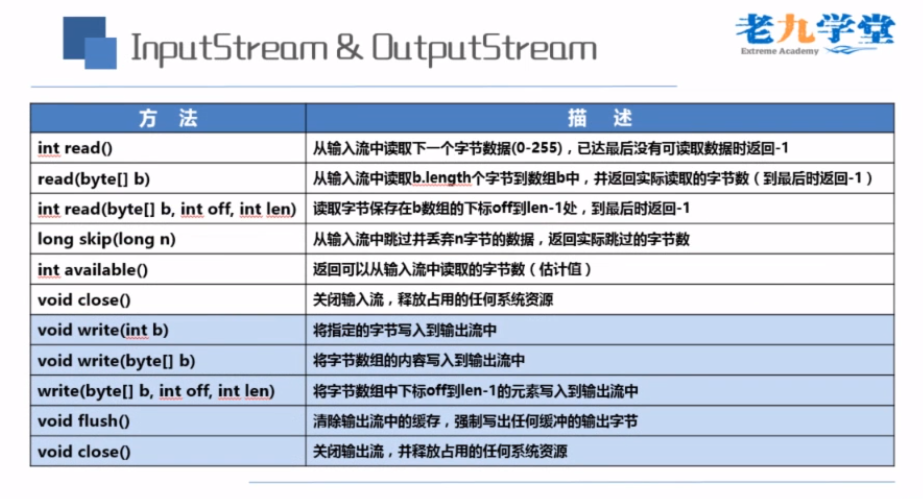 InputStream & OutputStream
老九学堂
Extreme Academy
方 法 描 述
int read() 从输入流中读取下一个字节数据(0-255)，已达最后没有可读取数据时返回-1
read(byte[] b) 从输入流中读取b.length个字节到数组b中，并返回实际读取的字节数（到最后时返回-1）
int read(byte[] b, int off, int len) 读取字节保存在b数组的下标off到len-1处，到最后时返回-1
long skip(long n) 从输入流中跳过并丢弃n字节的数据，返回实际跳过的字节数
int available() 返回可以从输入流中读取的字节数（估计值）
void close() 关闭输入流，释放占用的任何系统资源
void write(int b) 将指定的字节写入到输出流中
void write(byte[] b) 将字节数组的内容写入到输出流中
write(byte[] b, int off, int len) 将字节数组中下标off到len-1的元素写入到输出流中
void flush() 清除输出流中的缓存，强制写出任何缓冲的输出字节
void close() 关闭输出流，并释放占用的任何系统资源